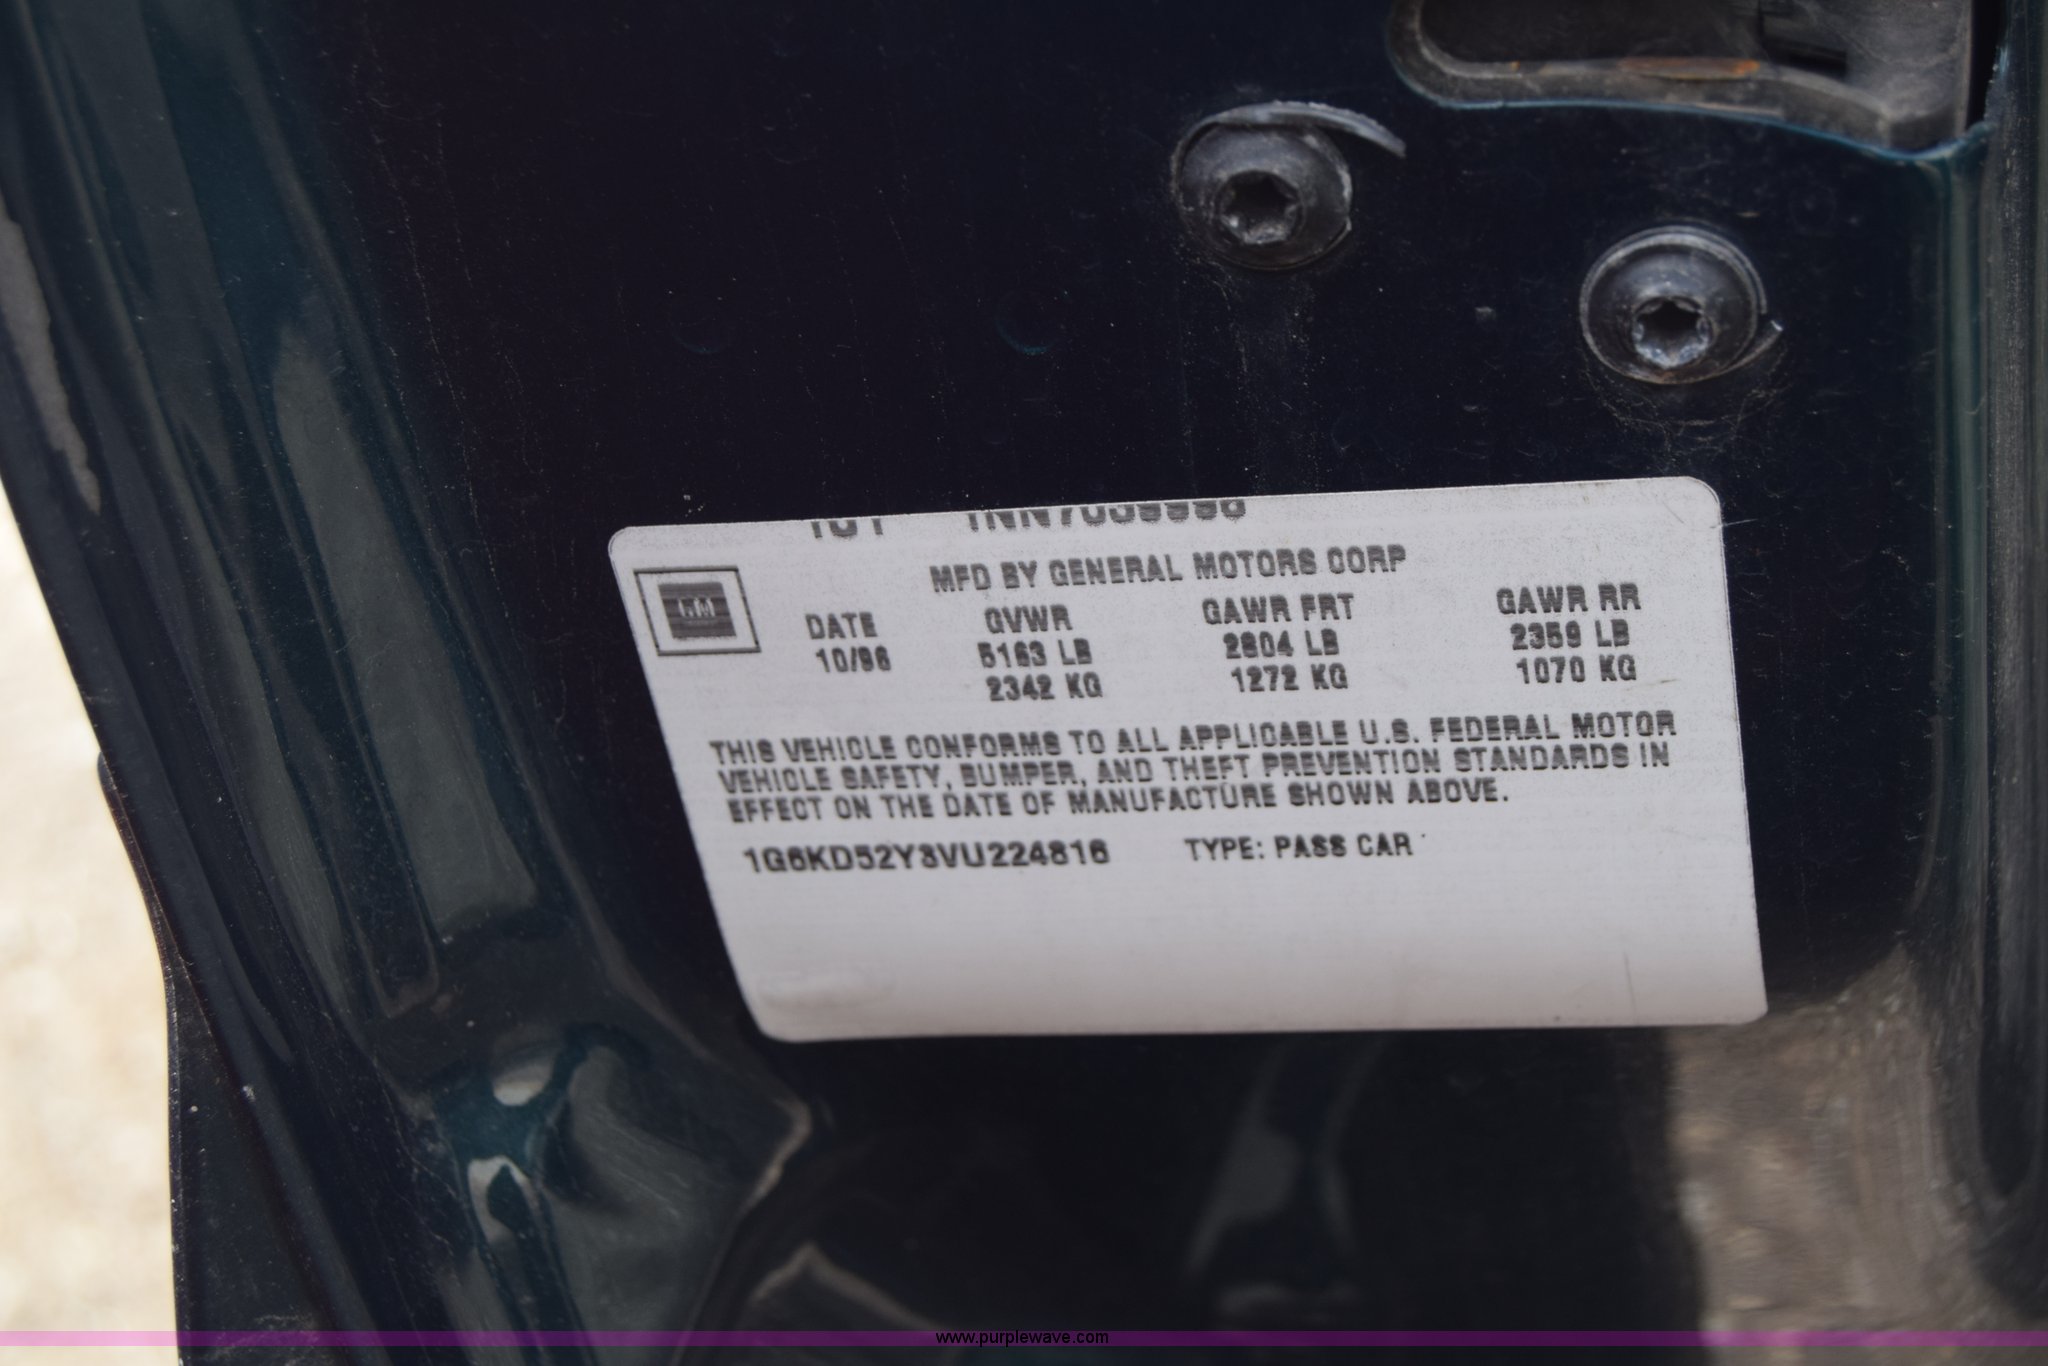 MFD BY GENERAL MOTORS CORP
GM
DATE GVWR GAWR FRT GAWR RR
10/96 5163 LB 2804 LB 2359 LB
2342 KG 1272 KG 1070 KG
THIS VEHICLE CONFORMS TO ALL APPLICABLE U.S. FEDERAL MOTOR
VEHICLE SAFETY, BUMPER, AND THEFT PREVENTION STANDARDS IN
EFFECT ON THE DATE OF MANUFACTURE SHOWN ABOVE.
1G6KD52Y3VU224816 TYPE: PASS CAR
www.purplewave.com